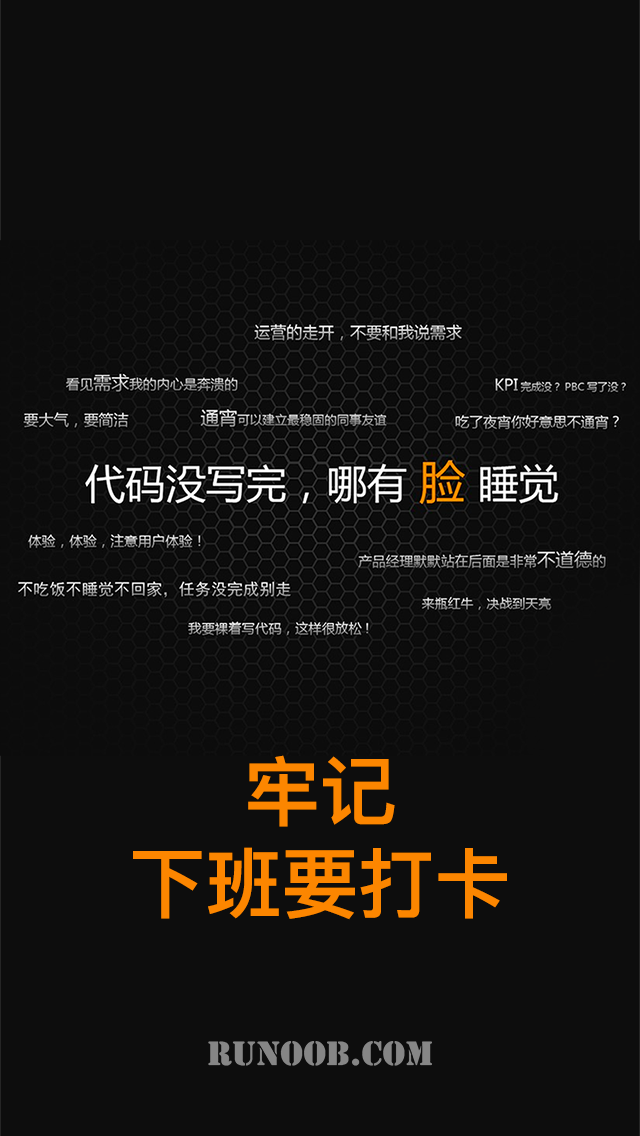 运营的走开，不要和我说需求
看见需求我的内心是奔溃的
KPI 完成没？ PBC 写了没？
要大气，要简洁
通宵可以建立最稳固的同事友谊
吃了夜宵你好意思不通宵？
代码没写完，哪有 脸 睡觉
体验，体验，注意用户体验！
产品经理默默站在后面是非常不道德的
不吃饭不睡觉不回家，任务没完成别走
来瓶红牛，决战到天亮
我要裸着写代码，这样很放松！
牢记
下班要打卡
RUNOOB.COM